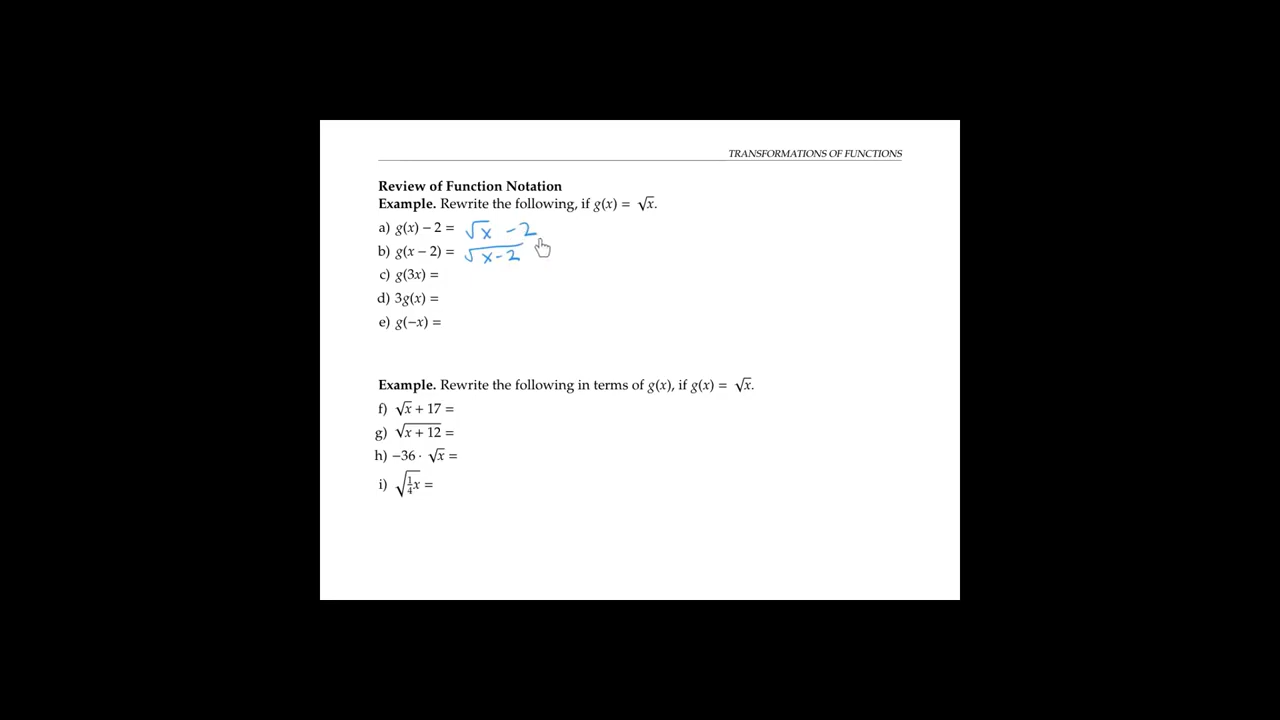 TRANSFORMATIONS OF FUNCTIONS
Review of Function Notation
Example. Rewrite the following, if g(x) = √x.
a) g(x) − 2 = √x − 2
b) g(x − 2) = √(x − 2)
c) g(3x) =
d) 3g(x) =
e) g(−x) =
Example. Rewrite the following in terms of g(x), if g(x) = √x.
f) √x + 17 =
g) √(x + 12) =
h) −36 · √x =
i) √(1/4 x) =